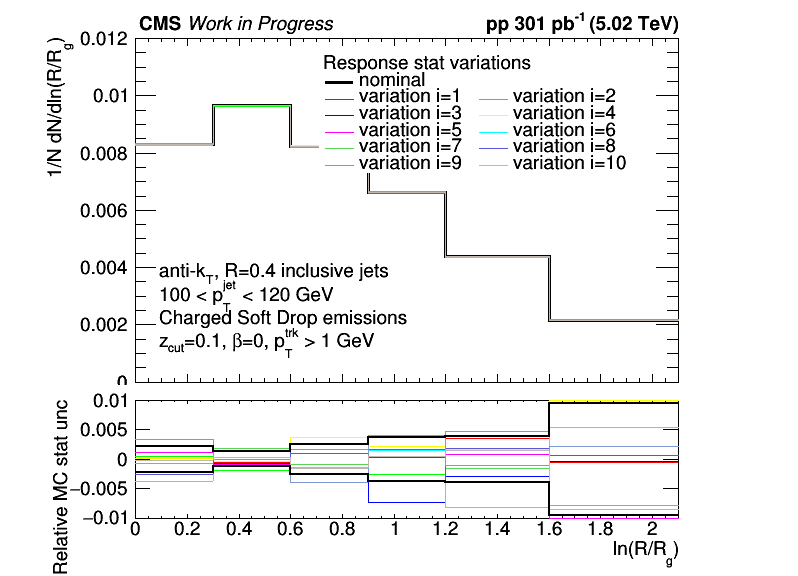 CMS Work in Progress
pp 301 pb-1 (5.02 TeV)
1/N dN/dln(R/Rg)
0.012
0.01
0.008
0.006
0.004
0.002
0
Response stat variations
nominal
variation i=1 variation i=2
variation i=3 variation i=4
variation i=5 variation i=6
variation i=7 variation i=8
variation i=9 variation i=10
anti-kT, R=0.4 inclusive jets
100 < pTjet < 120 GeV
Charged Soft Drop emissions
zcut=0.1, β=0, pTtrk > 1 GeV
Relative MC stat unc
0.01
0.005
0
−0.005
−0.01
0 0.2 0.4 0.6 0.8 1 1.2 1.4 1.6 1.8 2
ln(R/Rg)